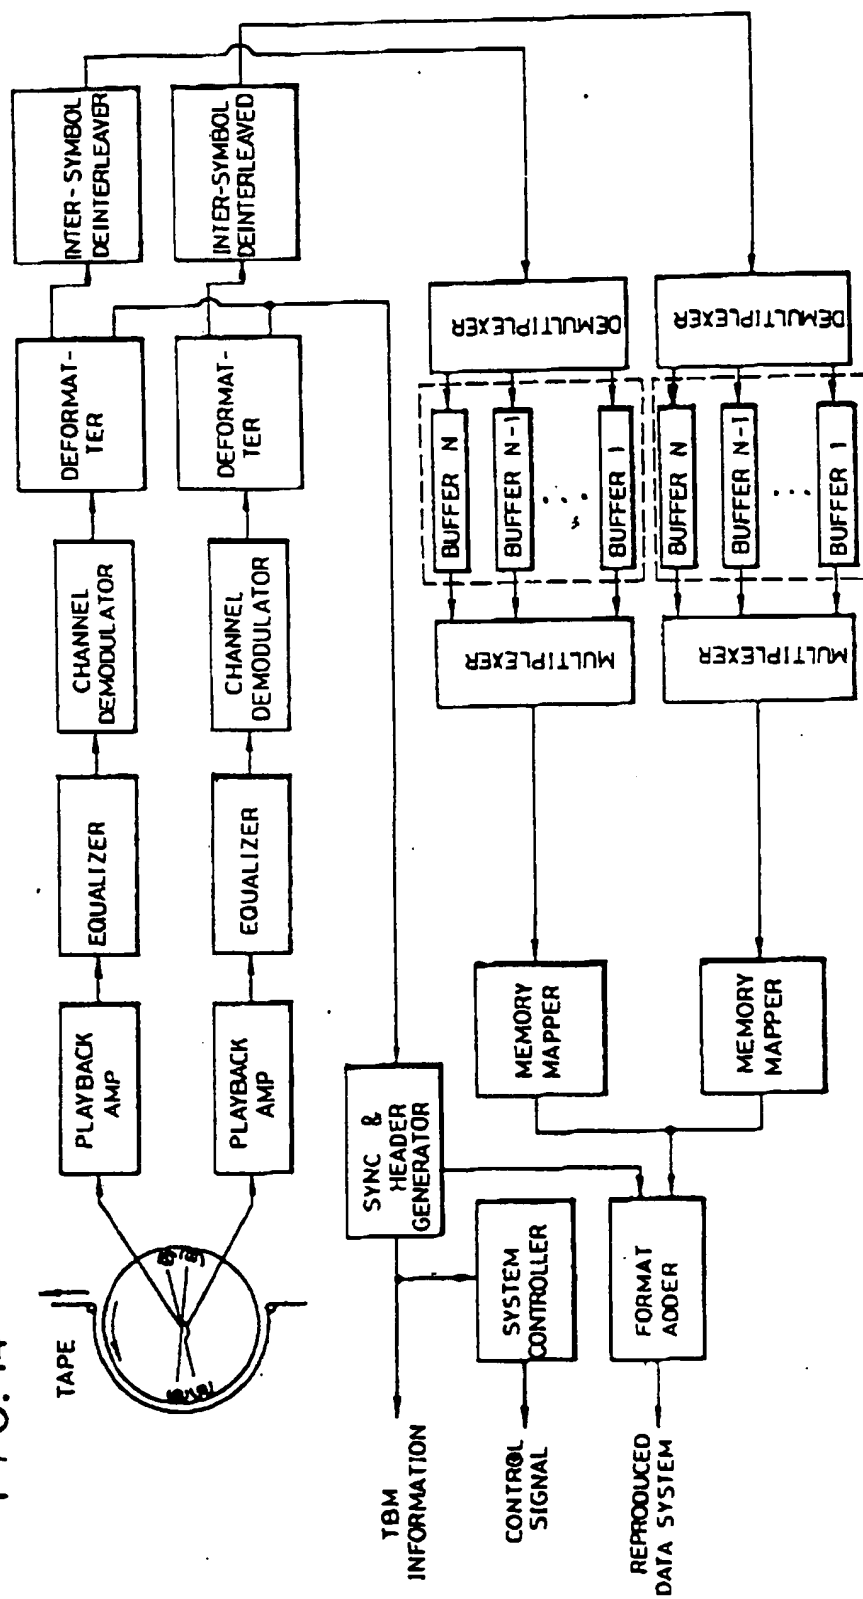 TAPE
PLAYBACK
AMP
EQUALIZER
CHANNEL
DEMODULATOR
DEFORMAT-
TER
INTER-SYMBOL
DEINTERLEAVER
PLAYBACK
AMP
EQUALIZER
CHANNEL
DEMODULATOR
DEFORMAT-
TER
INTER-SYMBOL
DEINTERLEAVED
TBM
INFORMATION
SYNC &
HEADER
GENERATOR
CONTROL
SIGNAL
SYSTEM
CONTROLLER
REPRODUCED
DATA SYSTEM
FORMAT
ADDER
MEMORY
MAPPER
MULTIPLEXER
BUFFER N
BUFFER N-1
...
BUFFER 1
DEMULTIPLEXER
MEMORY
MAPPER
MULTIPLEXER
BUFFER N
BUFFER N-1
...
BUFFER 1
DEMULTIPLEXER